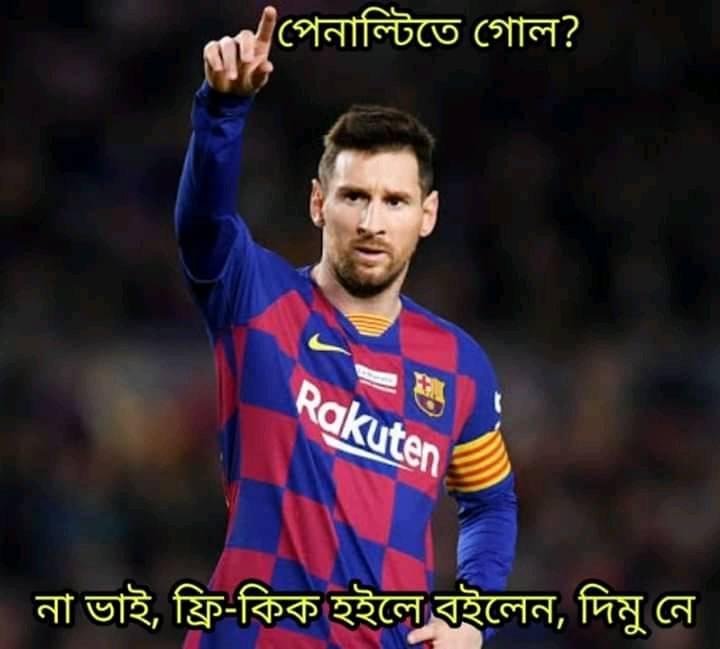 পেনাল্টিতে গোল?
Rakuten
না ভাই, ফ্রি-কিক হইলে বইলেন, দিমু নে